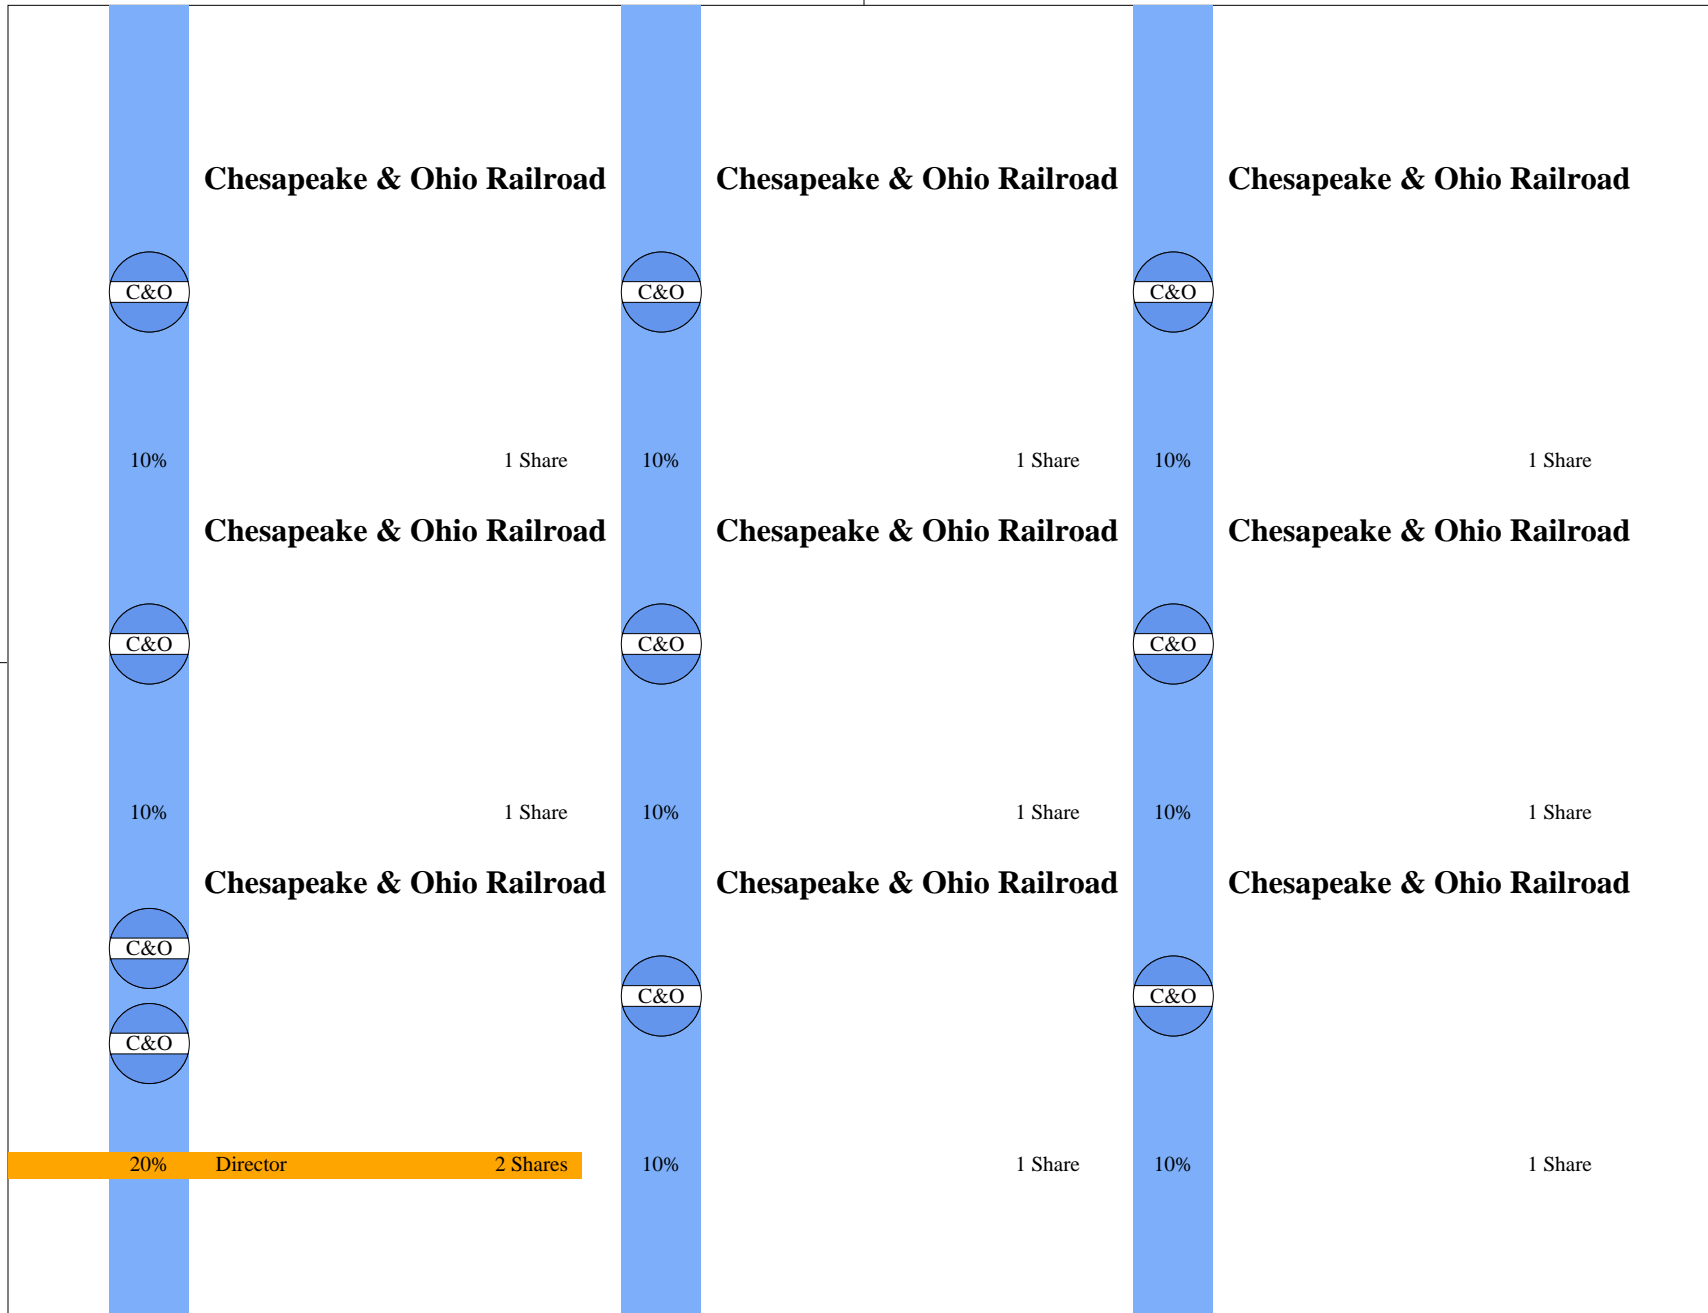 Chesapeake & Ohio Railroad Chesapeake & Ohio Railroad Chesapeake & Ohio Railroad
C&O C&O C&O
10% 1 Share 10% 1 Share 10% 1 Share
Chesapeake & Ohio Railroad Chesapeake & Ohio Railroad Chesapeake & Ohio Railroad
C&O C&O C&O
10% 1 Share 10% 1 Share 10% 1 Share
Chesapeake & Ohio Railroad Chesapeake & Ohio Railroad Chesapeake & Ohio Railroad
C&O
C&O C&O
C&O
20% Director 2 Shares 10% 1 Share 10% 1 Share